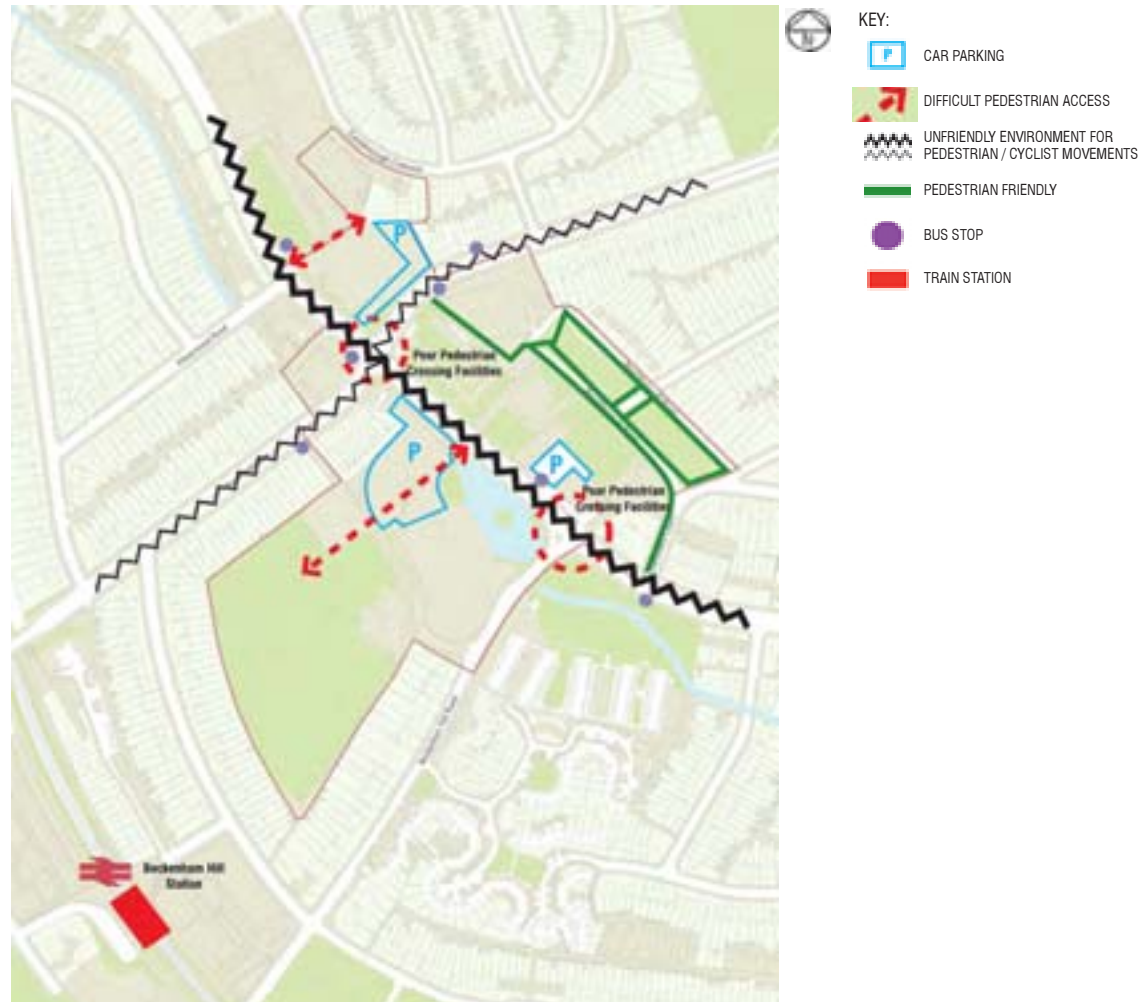 N
KEY:
P
CAR PARKING
DIFFICULT PEDESTRIAN ACCESS
UNFRIENDLY ENVIRONMENT FOR
PEDESTRIAN / CYCLIST MOVEMENTS
PEDESTRIAN FRIENDLY
BUS STOP
TRAIN STATION
P
Poor Pedestrian
Crossing Facilities
P
P
Poor Pedestrian
Crossing Facilities
Beckenham Hill
Station